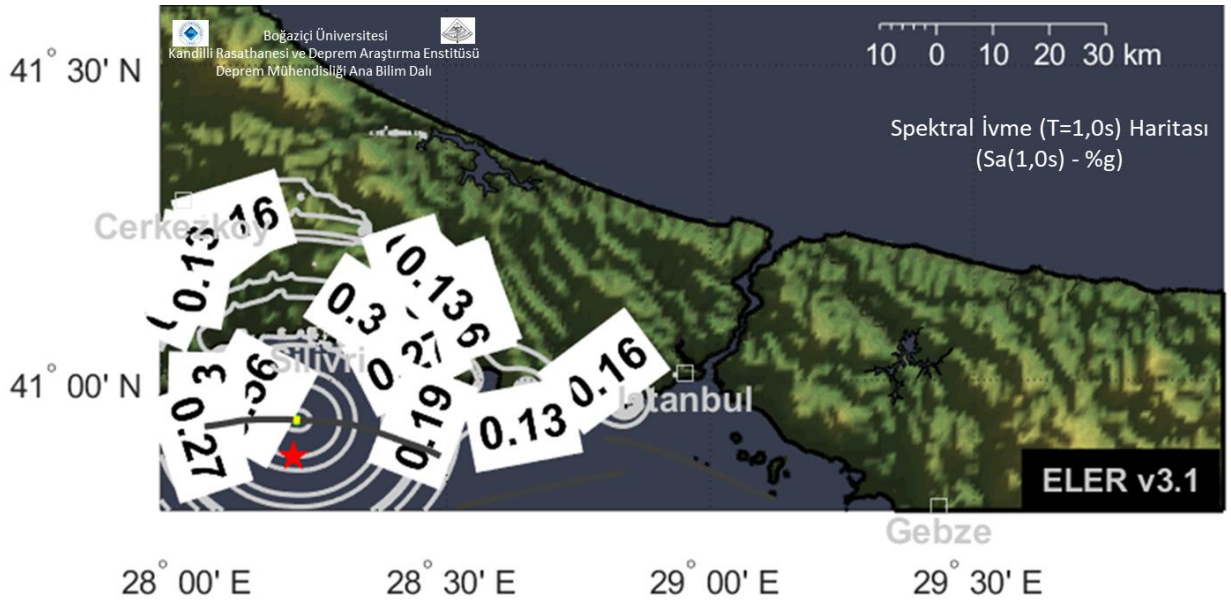 Boğaziçi Üniversitesi
Kandilli Rasathanesi ve Deprem Araştırma Enstitüsü
Deprem Mühendisliği Ana Bilim Dalı
10 0 10 20 30 km
41° 30' N
Spektral İvme (T=1,0s) Haritası
(Sa(1,0s) - %g)
Cerkezkoy
16
0.13
0.13
0.3
6
0.16
Silivri
0.27
41° 00' N
0.3
.36
0.19
0.13
Istanbul
0.27
ELER v3.1
Gebze
28° 00' E
28° 30' E
29° 00' E
29° 30' E